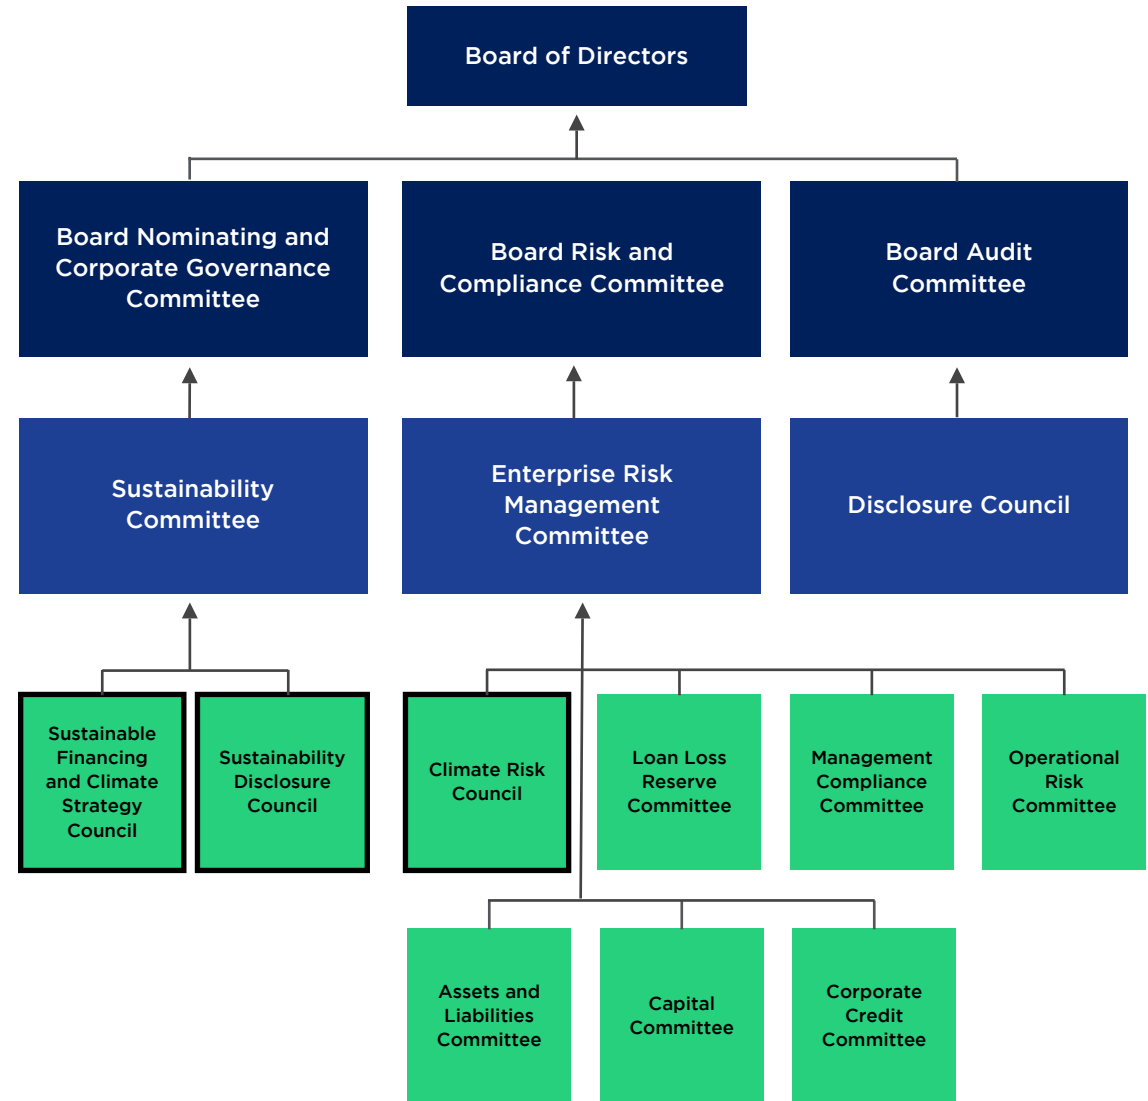 Board of Directors
Board Nominating and
Corporate Governance
Committee
Board Risk and
Compliance Committee
Board Audit
Committee
Sustainability
Committee
Enterprise Risk
Management
Committee
Disclosure Council
Sustainable
Financing
and Climate
Strategy
Council
Sustainability
Disclosure
Council
Climate Risk
Council
Loan Loss
Reserve
Committee
Management
Compliance
Committee
Operational
Risk
Committee
Assets and
Liabilities
Committee
Capital
Committee
Corporate
Credit
Committee